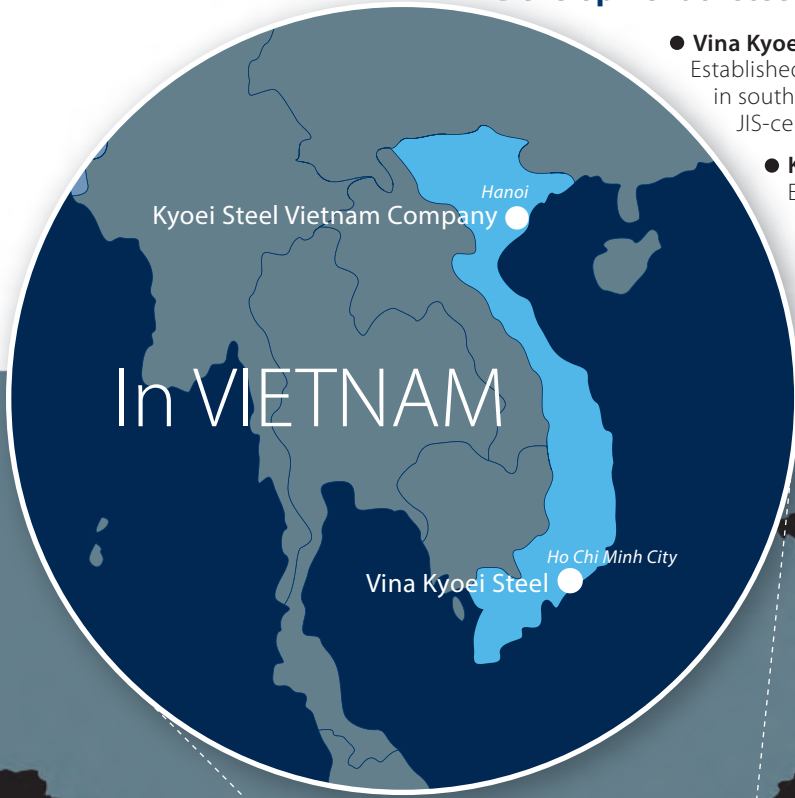 Vina Kyoe
Established
in south
JIS-ce
Hanoi
Kyoei Steel Vietnam Company
In VIETNAM
Ho Chi Minh City
Vina Kyoei Steel